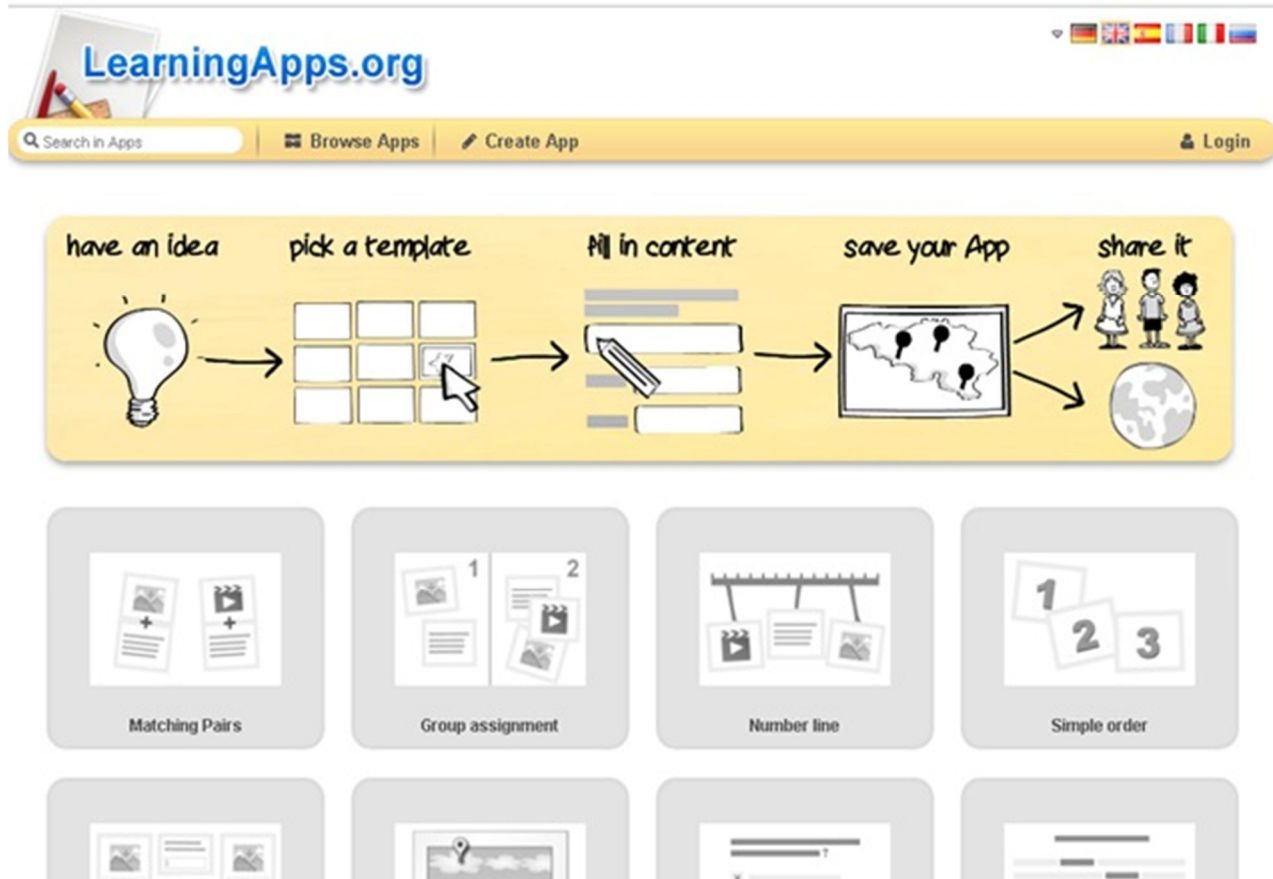 LearningApps.org
Search in Apps
Browse Apps
Create App
Login
have an idea
pick a template
fill in content
save your App
share it
1
2
1
2
3
Matching Pairs
Group assignment
Number line
Simple order
?